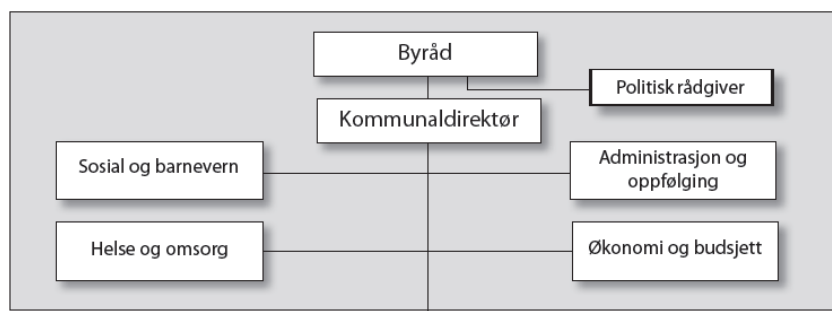 Byråd
Politisk rådgiver
Kommunaldirektør
Sosial og barnevern
Administrasjon og
oppfølging
Helse og omsorg
Økonomi og budsjett